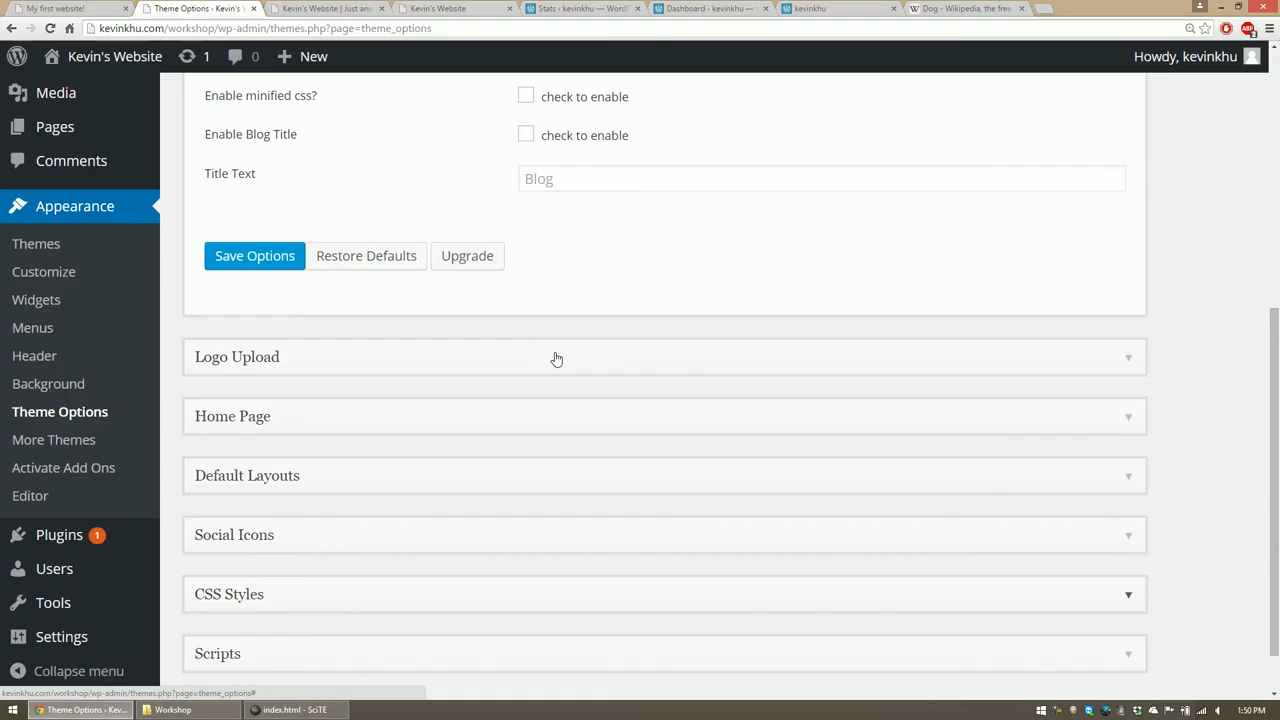 My first website!
Theme Options ‹ Kevin's W
Kevin's Website | Just ano
Kevin's Website
Stats ‹ kevinkhu — WordP
Dashboard ‹ kevinkhu —
kevinkhu
Dog - Wikipedia, the free
kevinkhu.com/workshop/wp-admin/themes.php?page=theme_options
Kevin's Website
1
0
New
Howdy, kevinkhu
Media
Pages
Comments
Appearance
Themes
Customize
Widgets
Menus
Header
Background
Theme Options
More Themes
Activate Add Ons
Editor
Plugins 1
Users
Tools
Settings
Collapse menu
Enable minified css?
check to enable
Enable Blog Title
check to enable
Title Text
Blog
Save Options
Restore Defaults
Upgrade
Logo Upload
Home Page
Default Layouts
Social Icons
CSS Styles
Scripts
kevinkhu.com/workshop/wp-admin/themes.php?page=theme_options#
Theme Options ‹ Kev...
Workshop
index.html - SciTE
1:50 PM